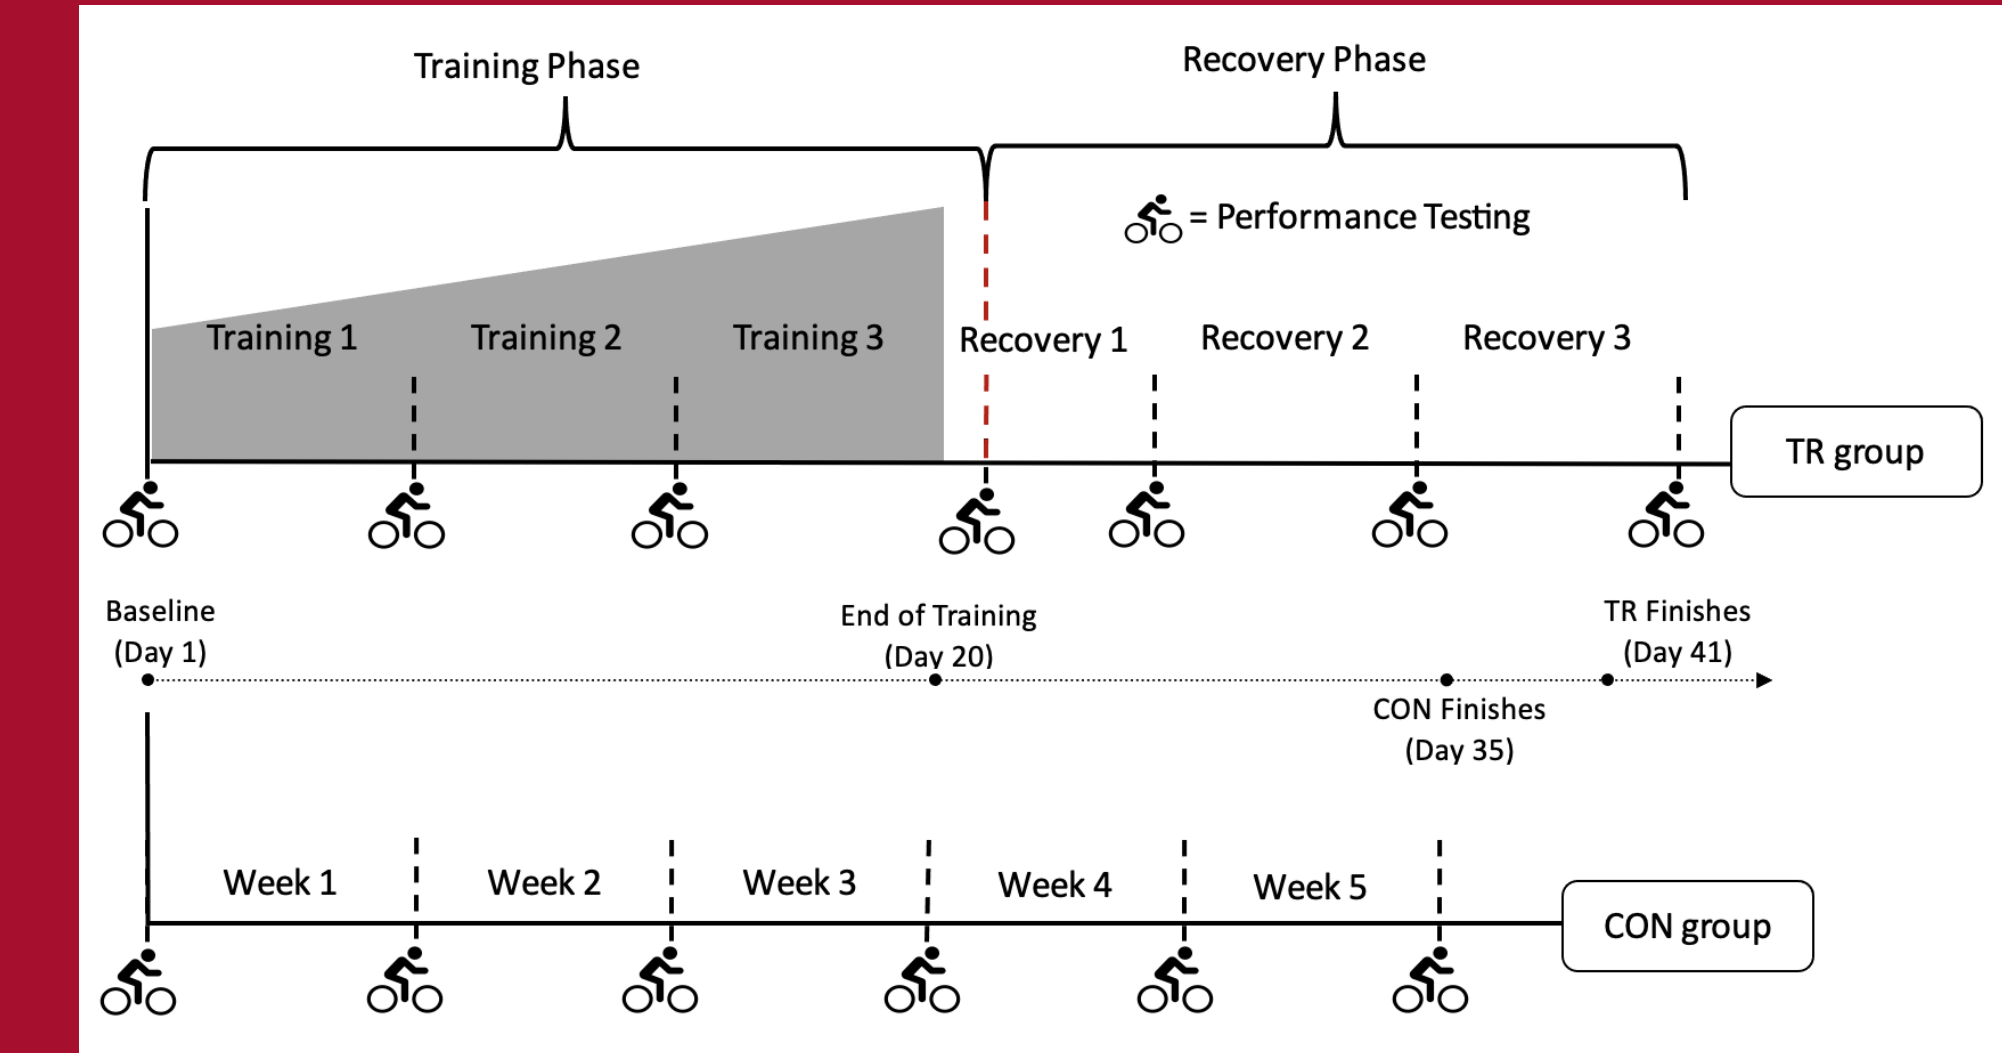 Training Phase
Recovery Phase
= Performance Testing
Training 1
Training 2
Training 3
Recovery 1
Recovery 2
Recovery 3
TR group
Baseline
(Day 1)
End of Training
(Day 20)
TR Finishes
(Day 41)
CON Finishes
(Day 35)
Week 1
Week 2
Week 3
Week 4
Week 5
CON group